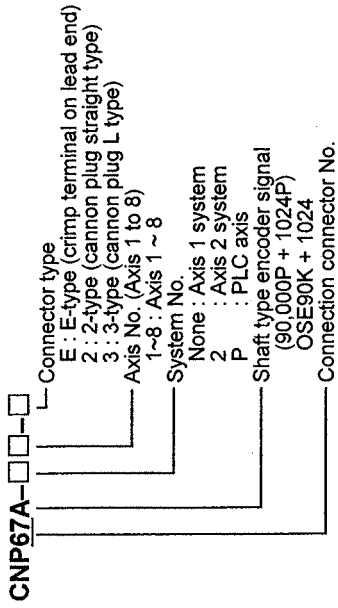 CNP67A-□□-□
Connector type
E : E-type (crimp terminal on lead end)
2 : 2-type (cannon plug straight type)
3 : 3-type (cannon plug L type)
Axis No. (Axis 1 to 8)
1~8 : Axis 1 ~ 8
System No.
None : Axis 1 system
2 : Axis 2 system
P : PLC axis
Shaft type encoder signal
(90,000P + 1024P)
OSE90K + 1024
Connection connector No.